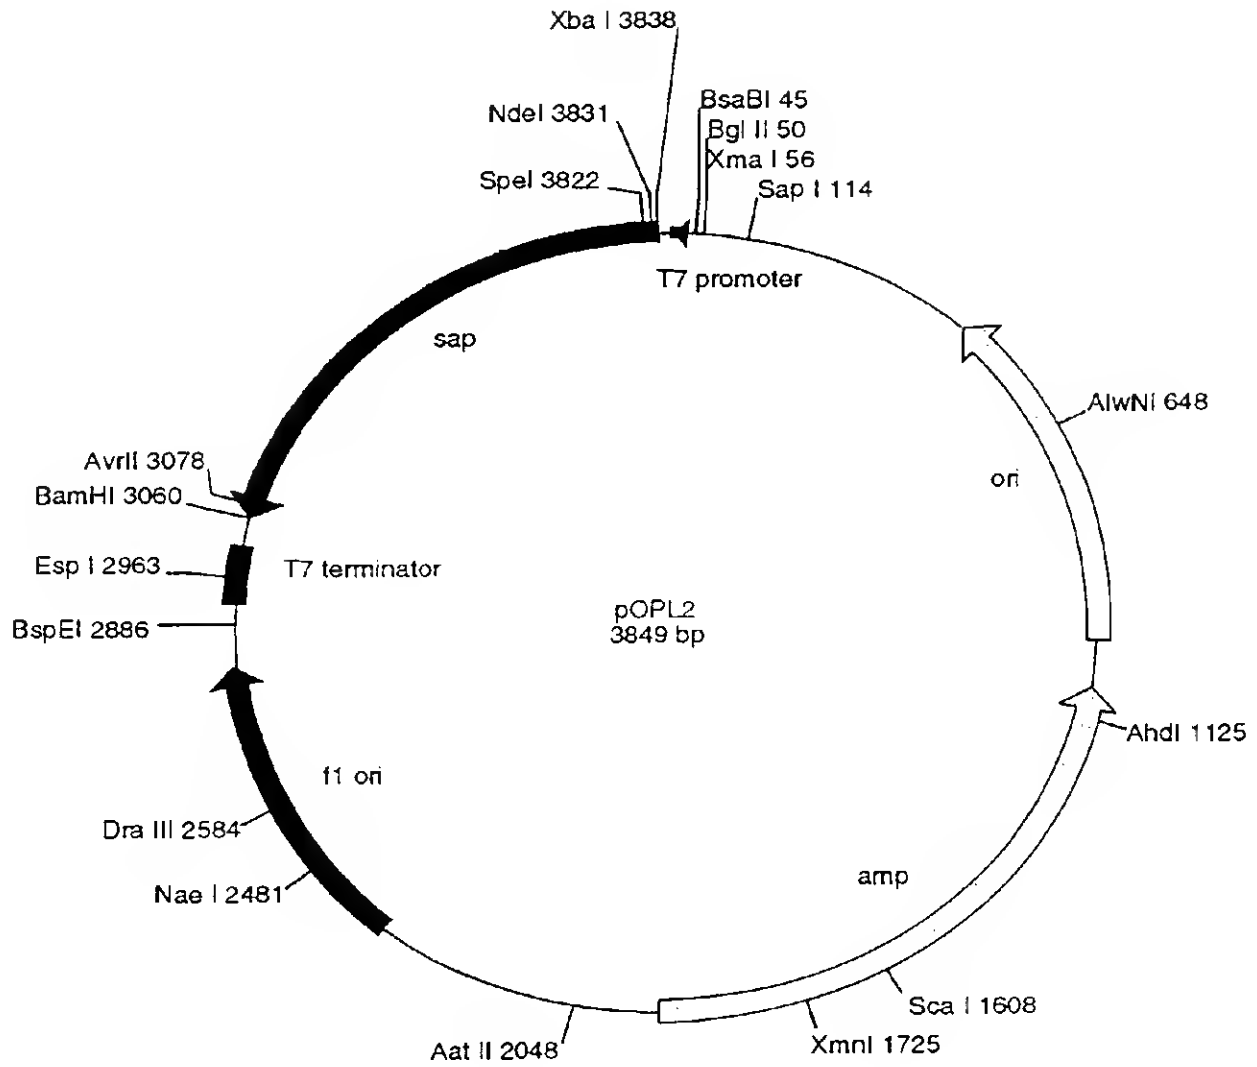 Xba I 3838
NdeI 3831
BsaBI 45
Bgl II 50
Xma I 56
SpeI 3822
Sap I 114
T7 promoter
sap
AlwNI 648
ori
AvrII 3078
BamHI 3060
Esp I 2963
T7 terminator
BspEI 2886
pOPL2
3849 bp
AhdI 1125
f1 ori
Dra III 2584
Nae I 2481
amp
Sca I 1608
XmnI 1725
Aat II 2048